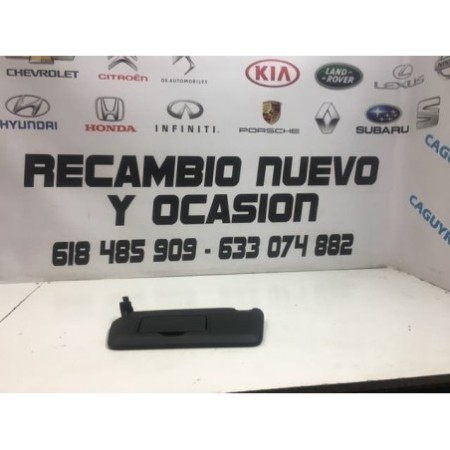 CHEVROLET CITROËN DS AUTOMOBILES KIA LAND-ROVER LEXUS
HYUNDAI HONDA INFINITI PORSCHE RENAULT SUBARU
RECAMBIO NUEVO
Y OCASION
618 485 909 - 633 074 882